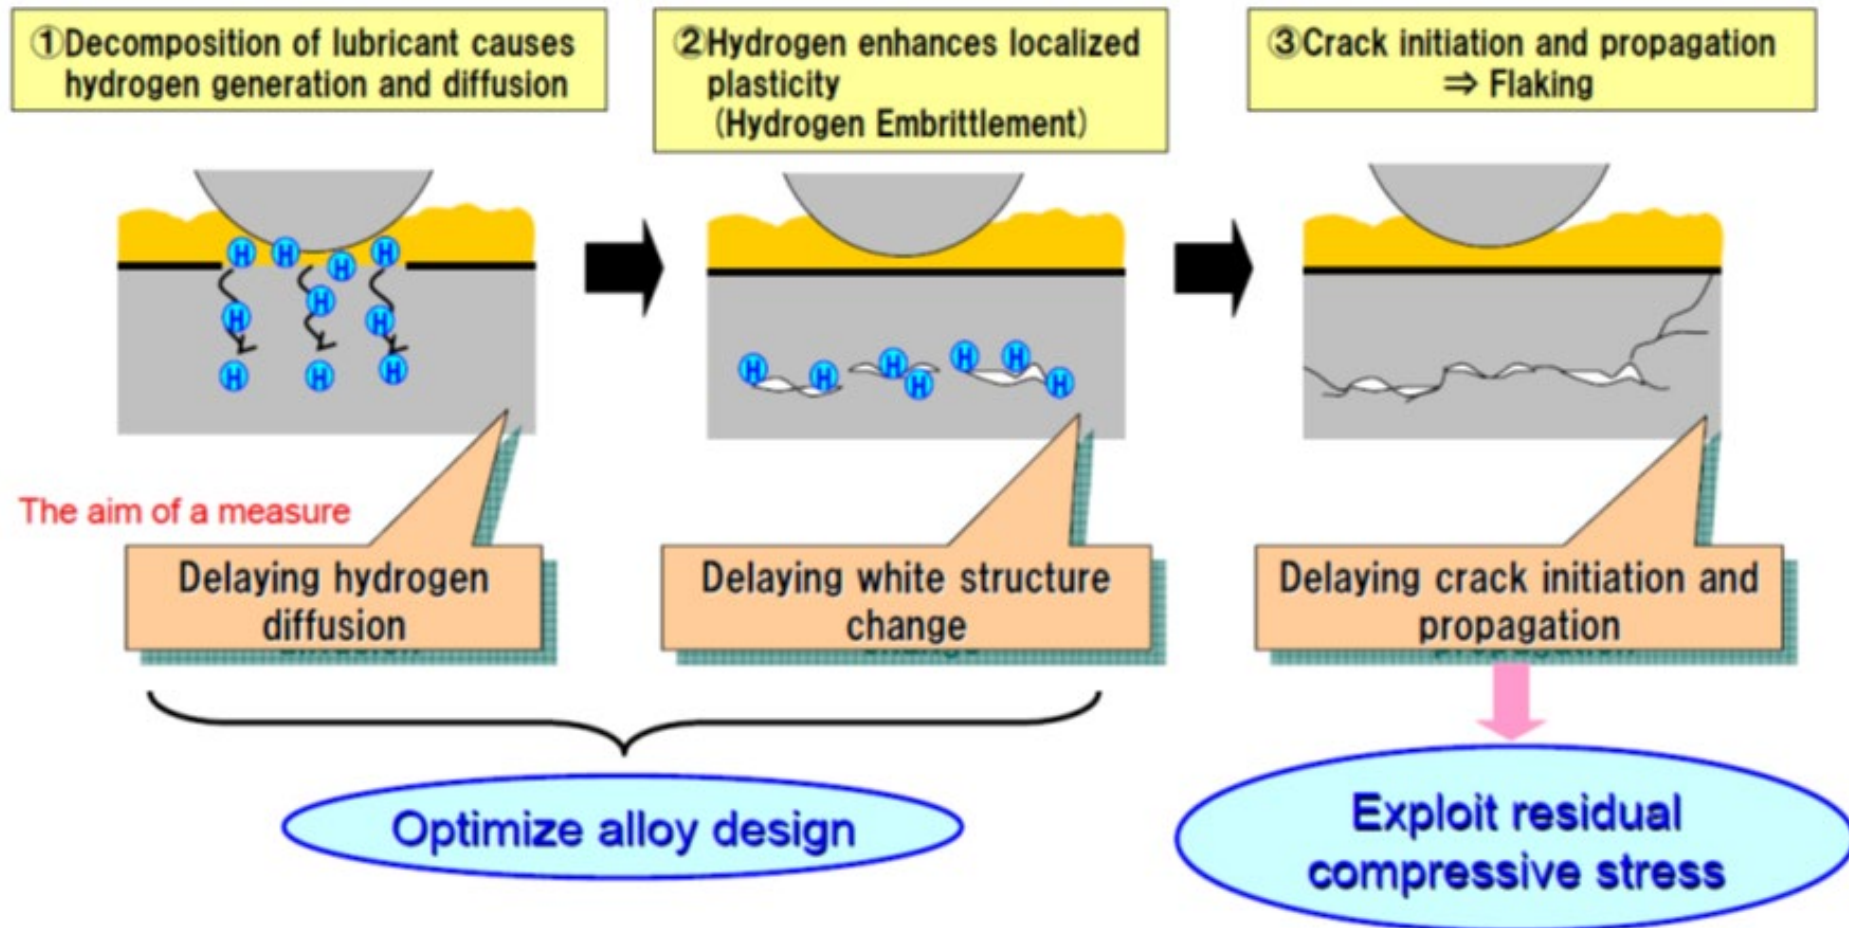 ①Decomposition of lubricant causes
hydrogen generation and diffusion
②Hydrogen enhances localized
plasticity
(Hydrogen Embrittlement)
③Crack initiation and propagation
⇒ Flaking
H H H H
H H H
H H H
H H H H H
H H
The aim of a measure
Delaying hydrogen
diffusion
Delaying white structure
change
Delaying crack initiation and
propagation
Optimize alloy design
Exploit residual
compressive stress